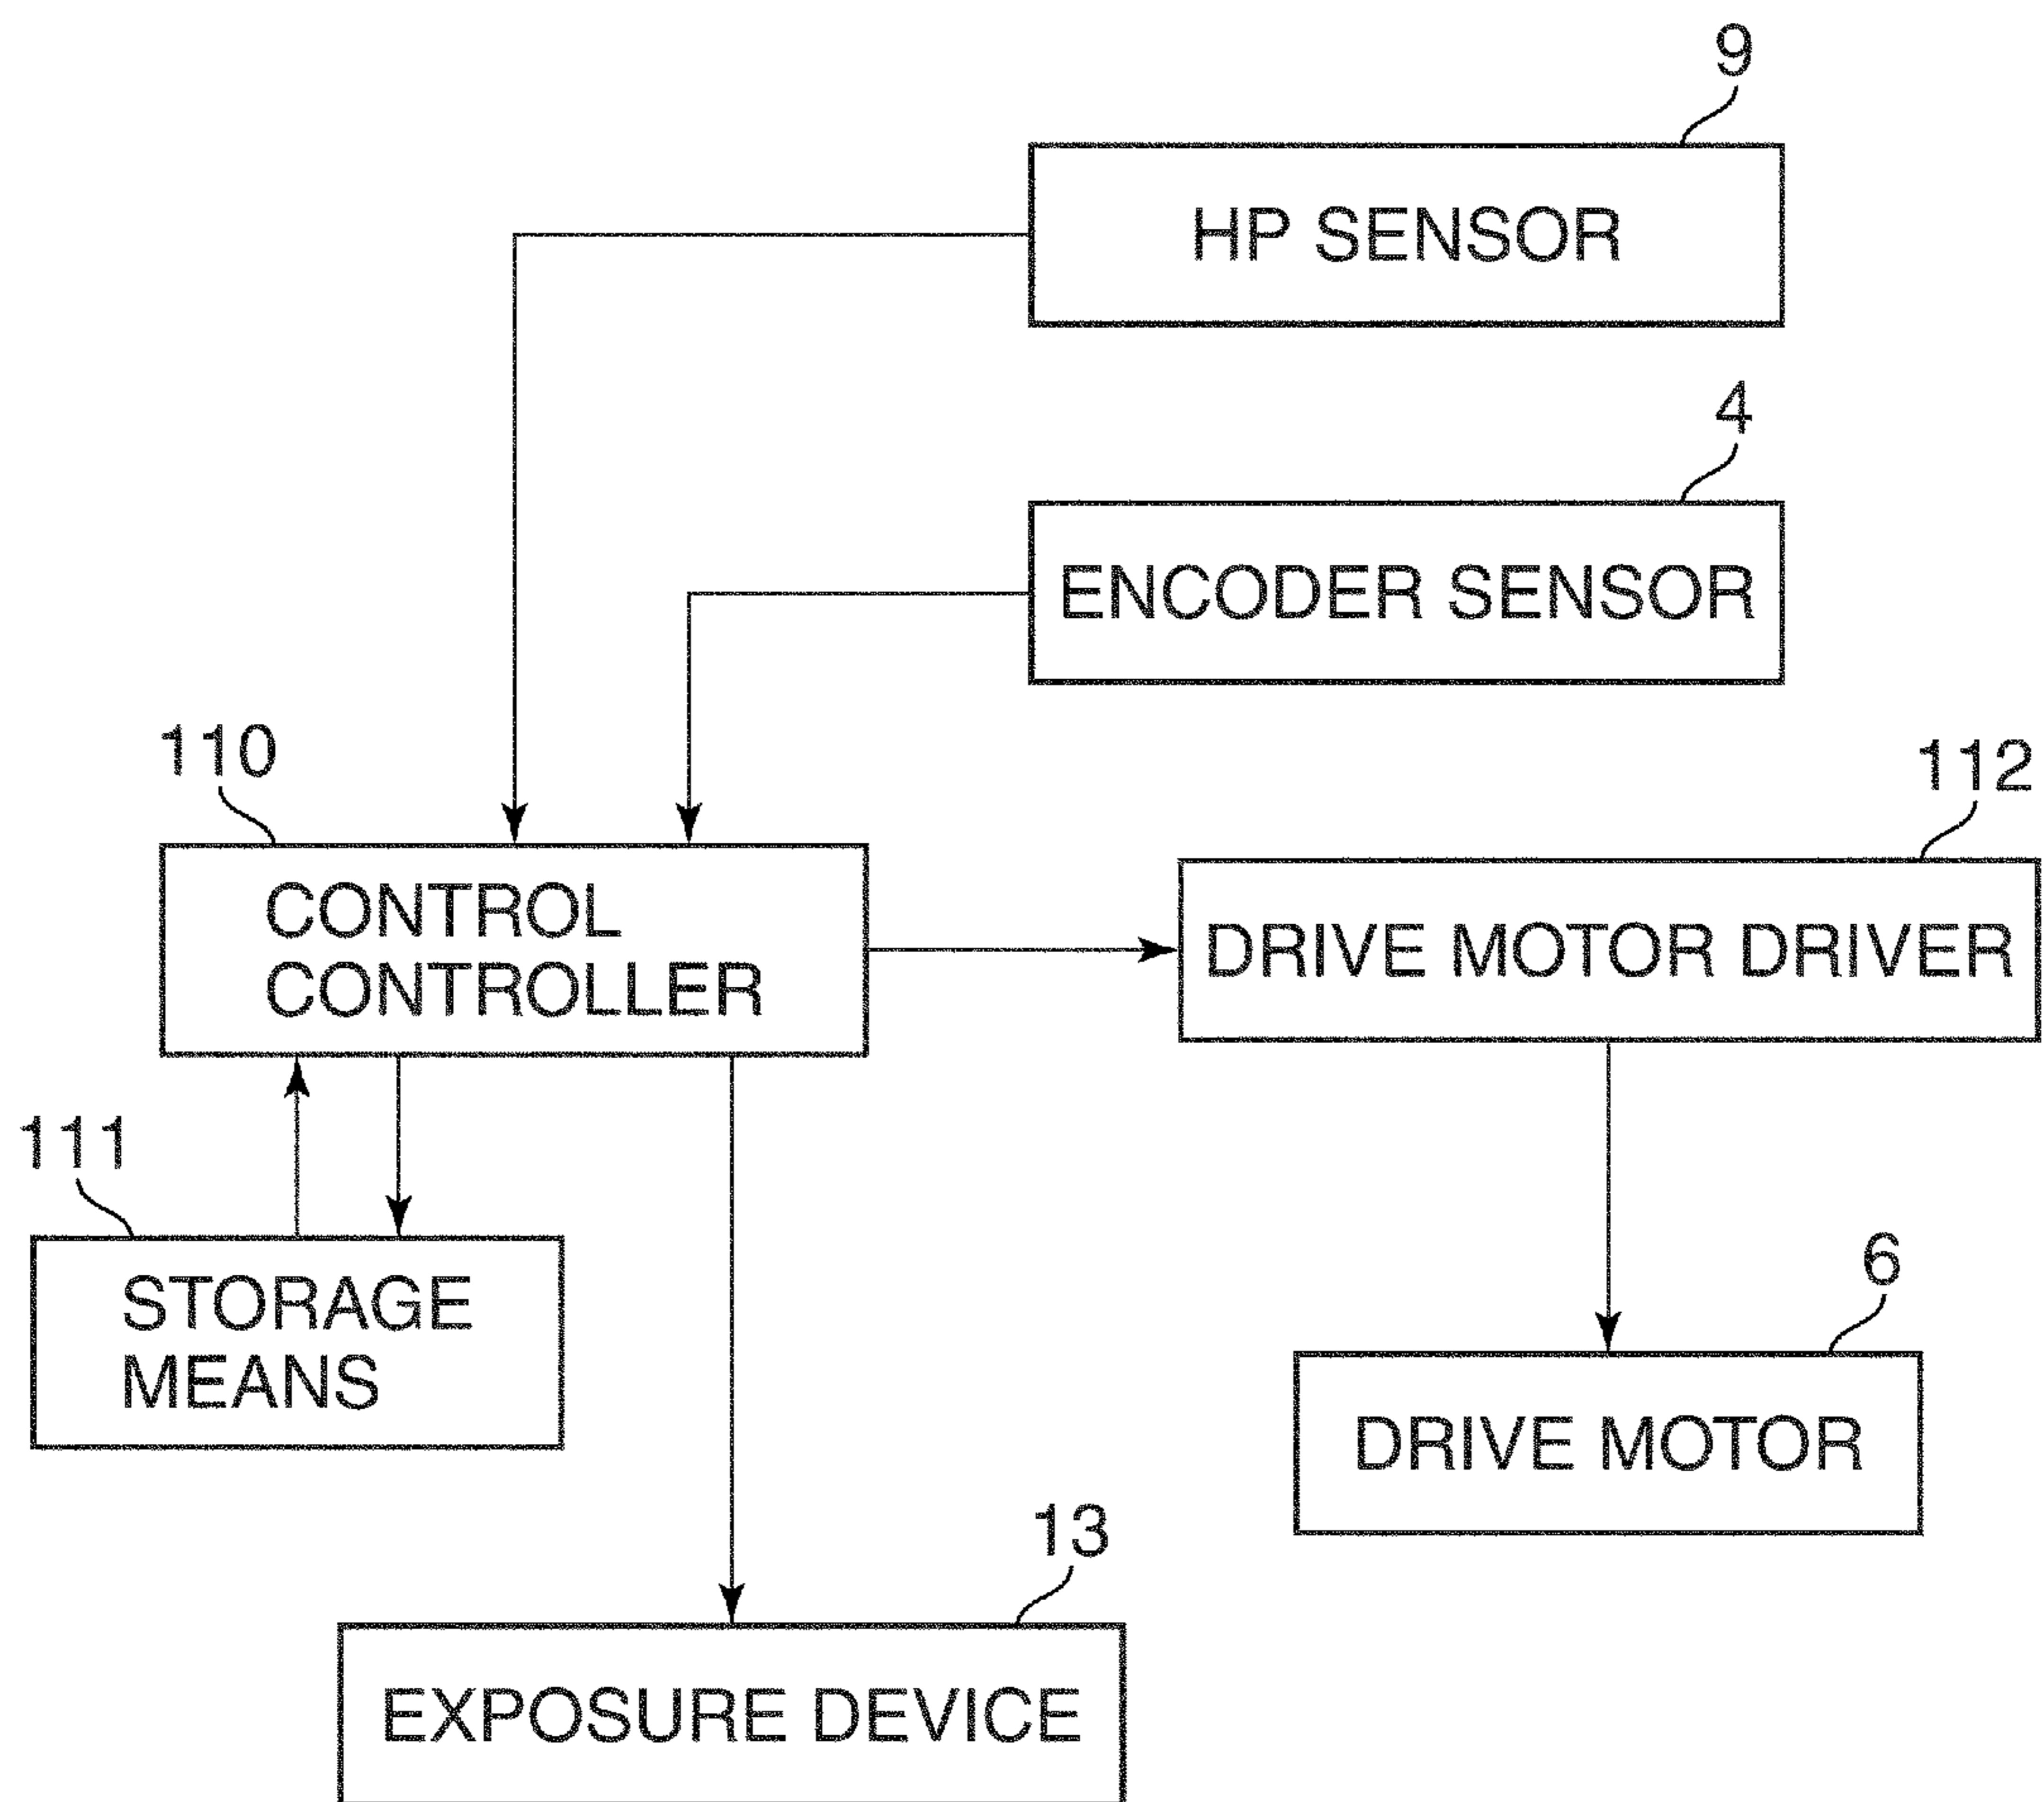 9
HP SENSOR
4
ENCODER SENSOR
110
CONTROL
CONTROLLER
112
DRIVE MOTOR DRIVER
111
STORAGE
MEANS
6
DRIVE MOTOR
13
EXPOSURE DEVICE